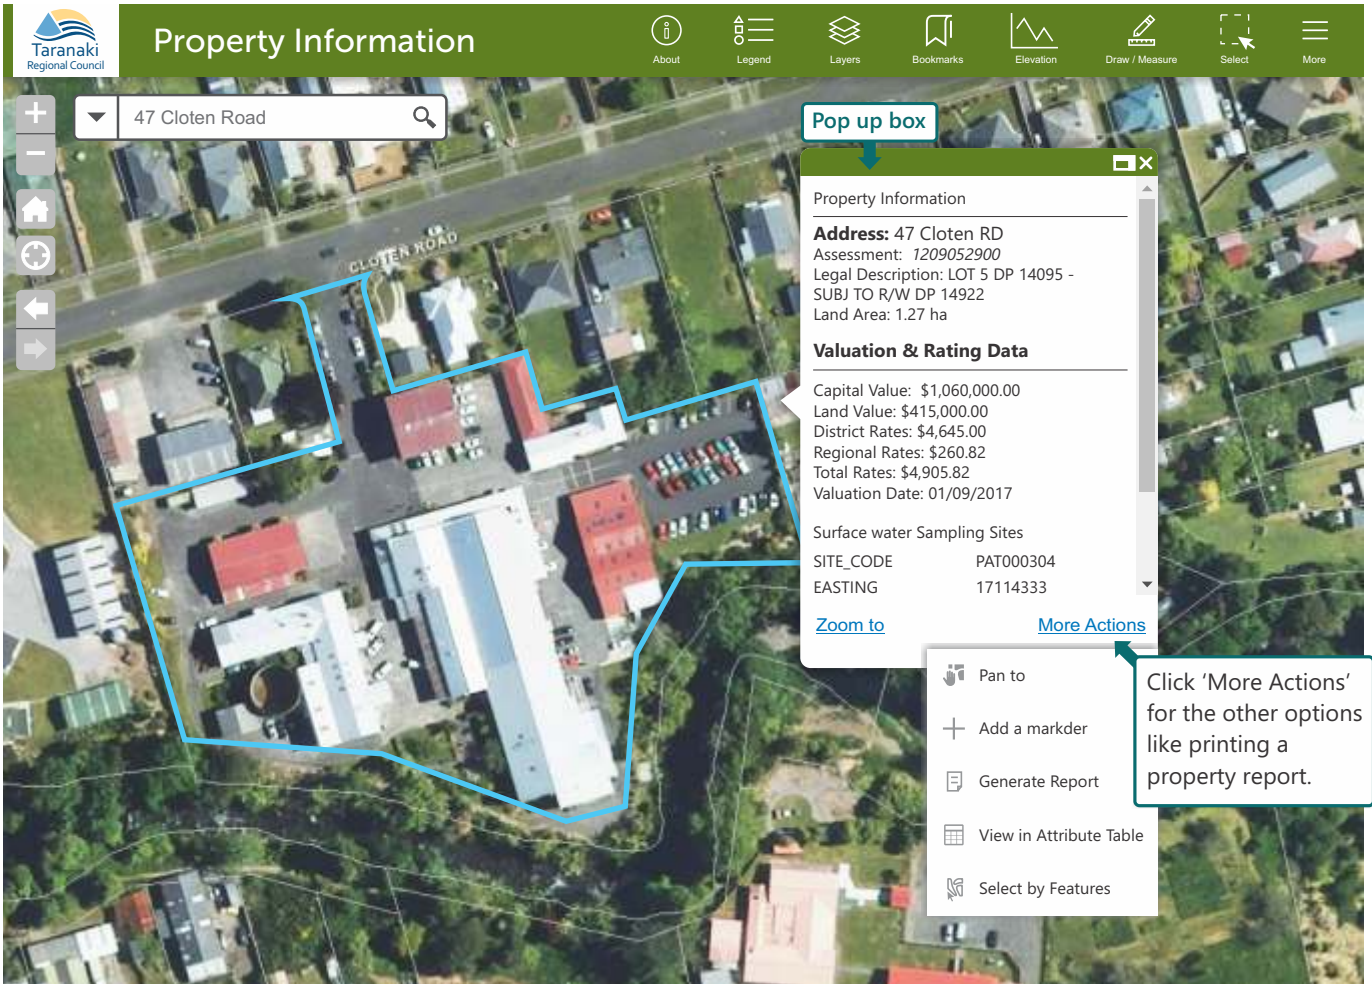 Taranaki
Regional Council
Property Information
About
Legend
Layers
Bookmarks
Elevation
Draw / Measure
Select
More
47 Cloten Road
CLOTEN ROAD
Pop up box
Property Information
Address: 47 Cloten RD
Assessment: 1209052900
Legal Description: LOT 5 DP 14095 -
SUBJ TO R/W DP 14922
Land Area: 1.27 ha
Valuation & Rating Data
Capital Value: $1,060,000.00
Land Value: $415,000.00
District Rates: $4,645.00
Regional Rates: $260.82
Total Rates: $4,905.82
Valuation Date: 01/09/2017
Surface water Sampling Sites
SITE_CODE PAT000304
EASTING 17114333
Zoom to More Actions
Pan to
Add a markder
Generate Report
View in Attribute Table
Select by Features
Click ‘More Actions’
for the other options
like printing a
property report.